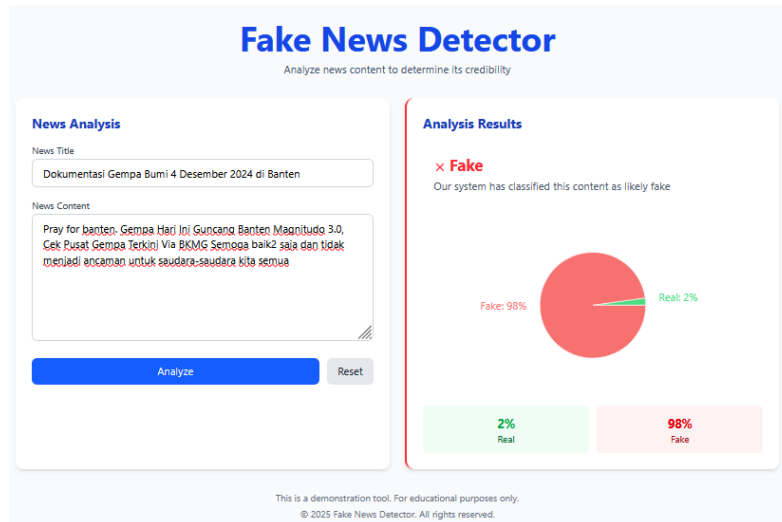 Fake News Detector
Analyze news content to determine its credibility
News Analysis
News Title
Dokumentasi Gempa Bumi 4 Desember 2024 di Banten
News Content
Pray for banten. Gempa Hari Ini Guncang Banten Magnitudo 3.0,
Cek Pusat Gempa Terkini Via BKMG Semoga baik2 saja dan tidak
menjadi ancaman untuk saudara-saudara kita semua
Analyze
Reset
Analysis Results
× Fake
Our system has classified this content as likely fake
Fake: 98%
Real: 2%
2%
Real
98%
Fake
This is a demonstration tool. For educational purposes only.
© 2025 Fake News Detector. All rights reserved.